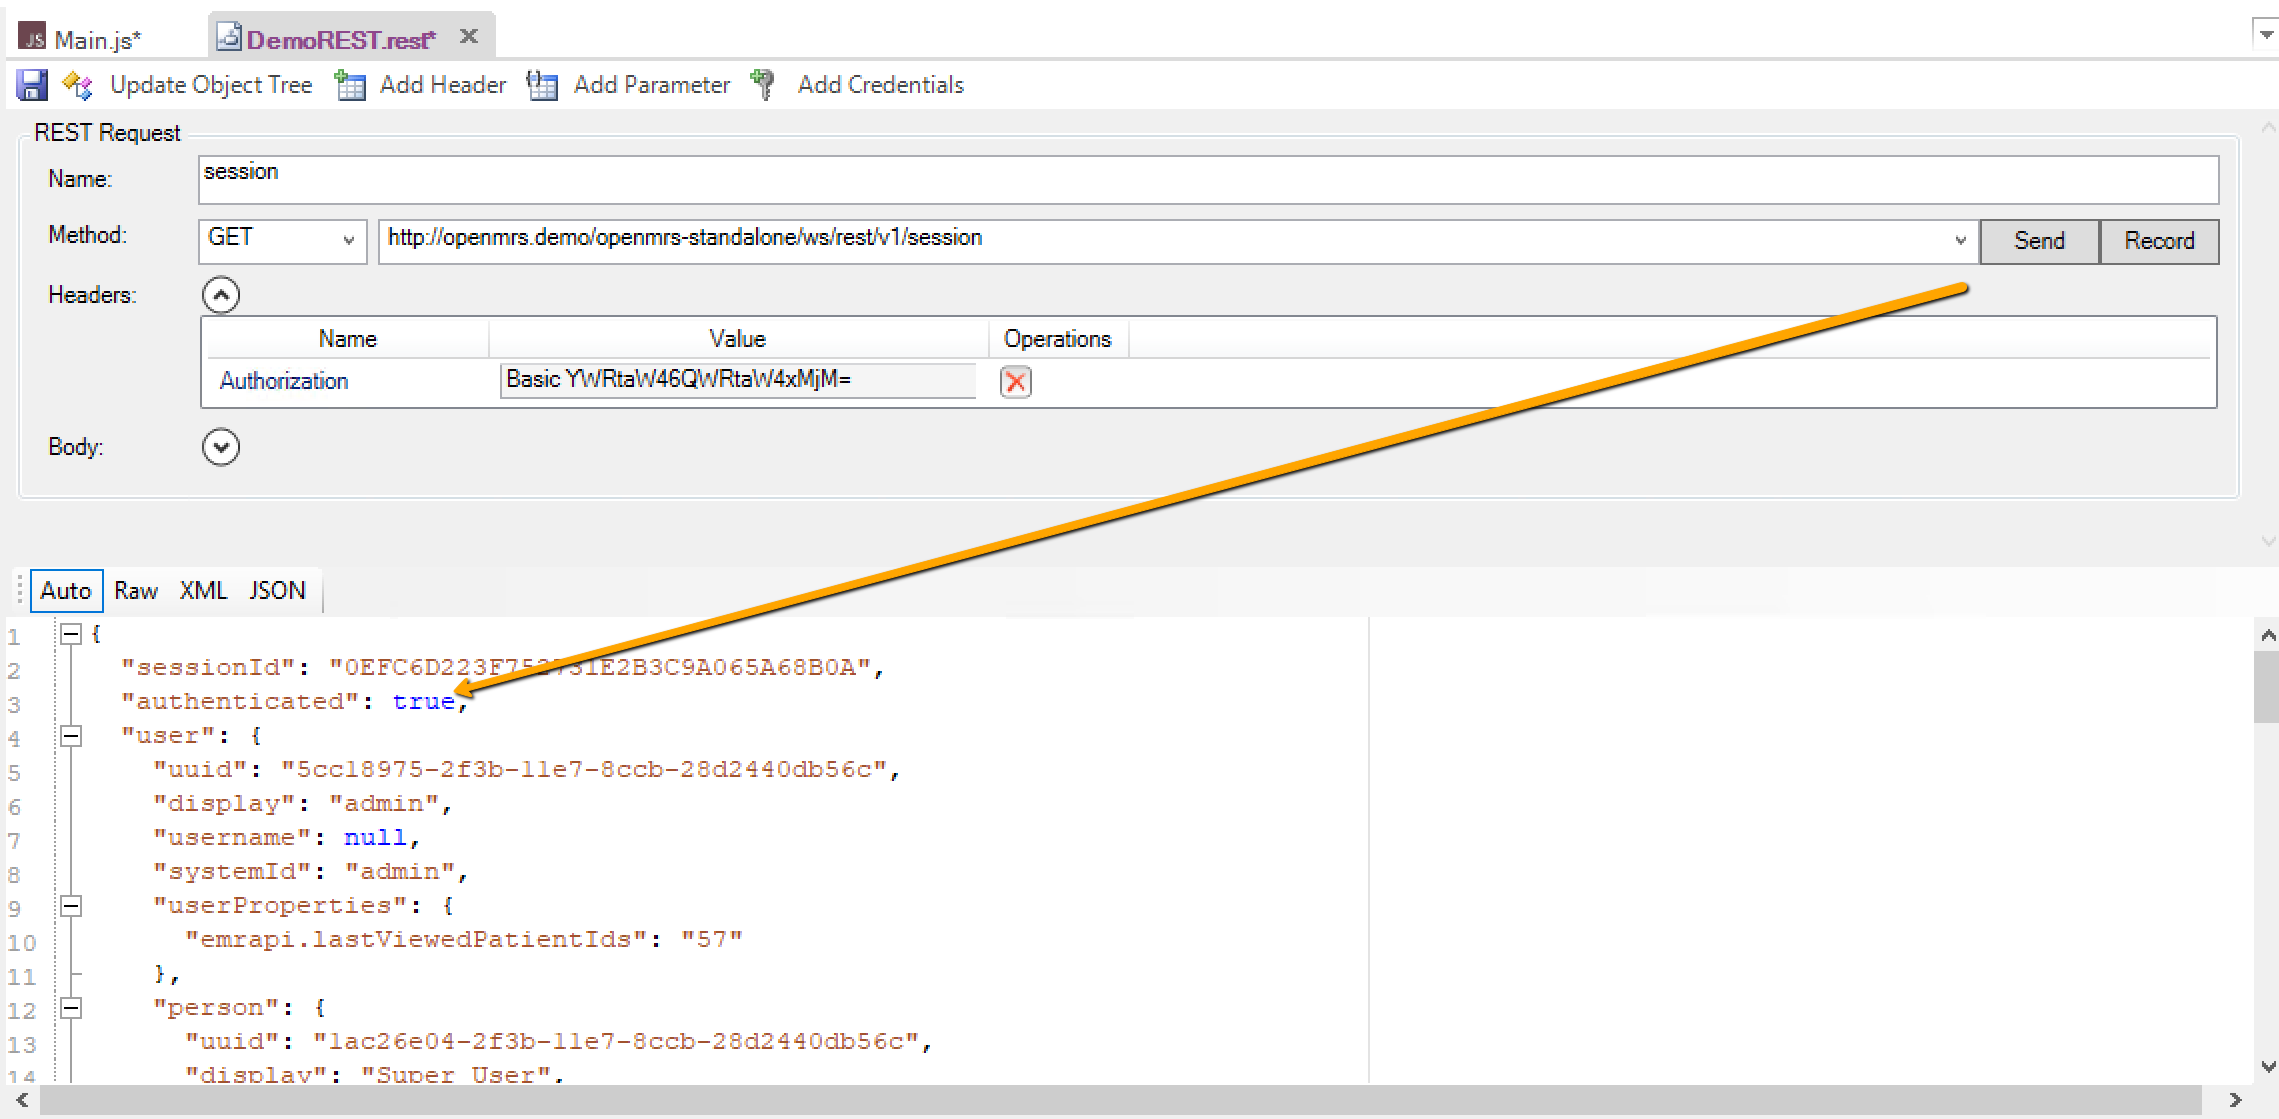 JS Main.js*
DemoREST.rest*
Update Object Tree Add Header Add Parameter Add Credentials
REST Request
Name: session
Method: GET http://openmrs.demo/openmrs-standalone/ws/rest/v1/session Send Record
Headers:
Name Value Operations
Authorization Basic YWRtaW46QWRtaW4xMjM=
Body:
Auto Raw XML JSON
1 {
2 "sessionId": "0EFC6D223F752731E2B3C9A065A68B0A",
3 "authenticated": true,
4 "user": {
5 "uuid": "5cc18975-2f3b-11e7-8ccb-28d2440db56c",
6 "display": "admin",
7 "username": null,
8 "systemId": "admin",
9 "userProperties": {
10 "emrapi.lastViewedPatientIds": "57"
11 },
12 "person": {
13 "uuid": "1ac26e04-2f3b-11e7-8ccb-28d2440db56c",
14 "display": "Super User",